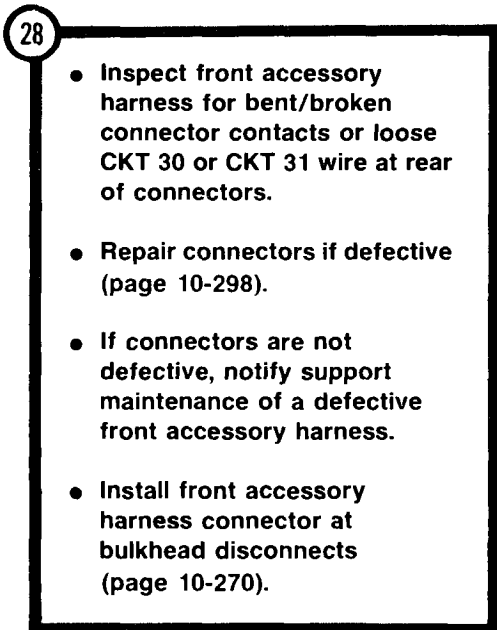 28
● Inspect front accessory
harness for bent/broken
connector contacts or loose
CKT 30 or CKT 31 wire at rear
of connectors.
● Repair connectors if defective
(page 10-298).
● If connectors are not
defective, notify support
maintenance of a defective
front accessory harness.
● Install front accessory
harness connector at
bulkhead disconnects
(page 10-270).